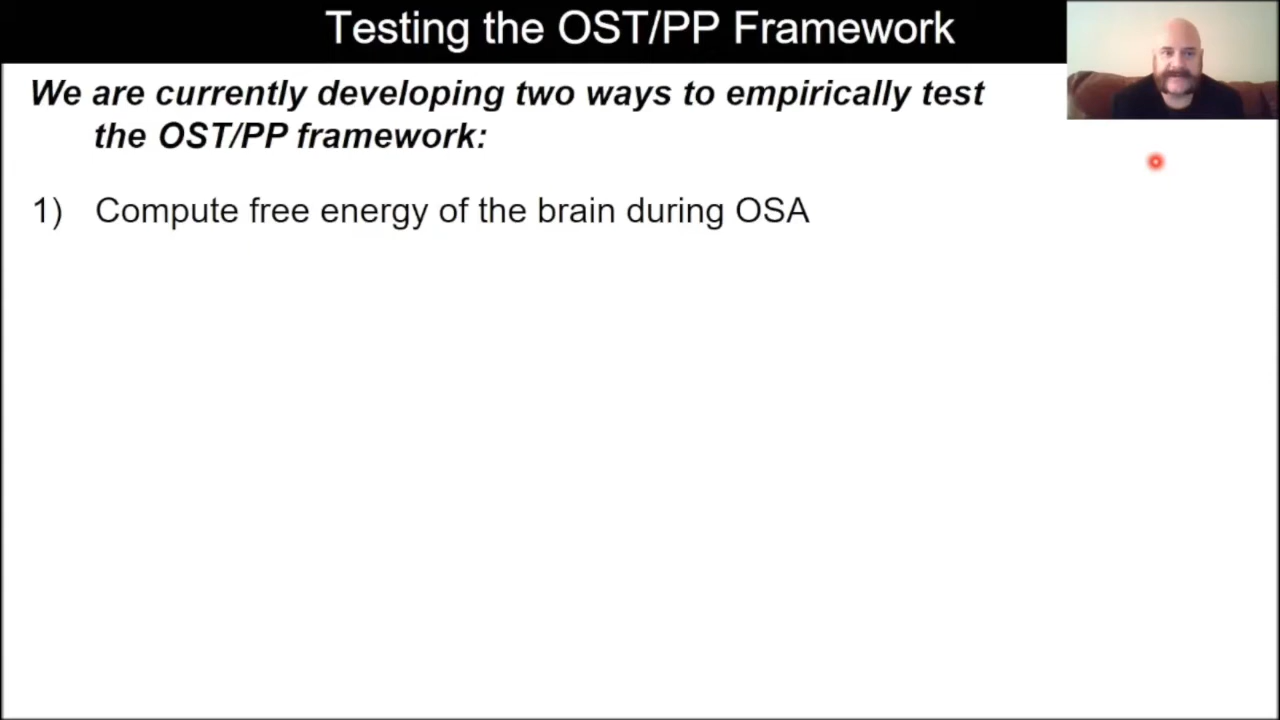 Testing the OST/PP Framework
We are currently developing two ways to empirically test
the OST/PP framework:
1) Compute free energy of the brain during OSA